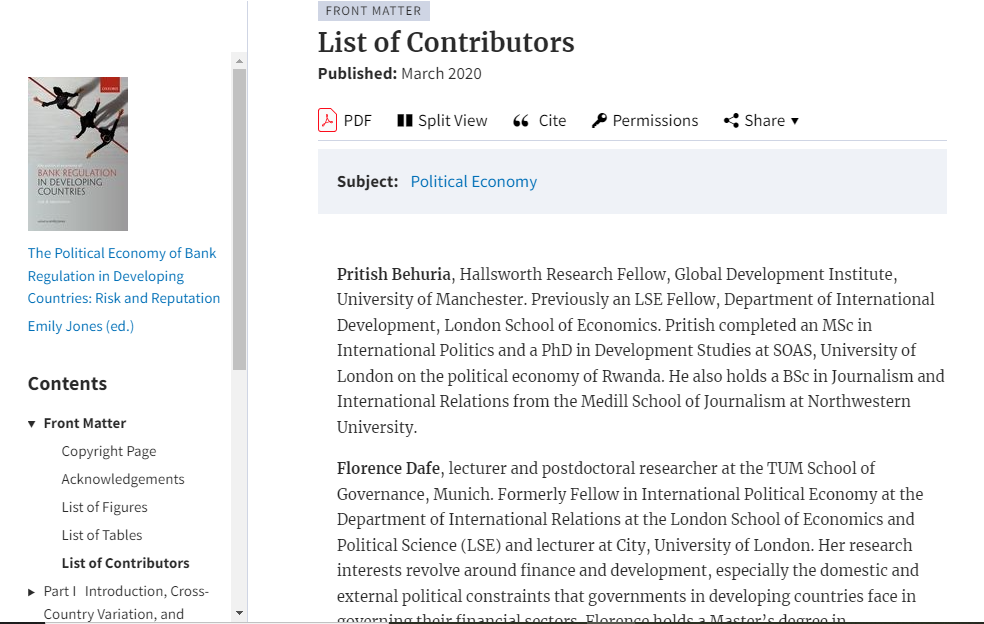 FRONT MATTER
List of Contributors
Published: March 2020
PDF
Split View
Cite
Permissions
Share
Subject: Political Economy
OXFORD
BANK REGULATION
IN DEVELOPING
COUNTRIES
The Political Economy of Bank
Regulation in Developing
Countries: Risk and Reputation
Emily Jones (ed.)
Contents
Front Matter
Copyright Page
Acknowledgements
List of Figures
List of Tables
List of Contributors
Part I Introduction, Cross-
Country Variation, and
Pritish Behuria, Hallsworth Research Fellow, Global Development Institute,
University of Manchester. Previously an LSE Fellow, Department of International
Development, London School of Economics. Pritish completed an MSc in
International Politics and a PhD in Development Studies at SOAS, University of
London on the political economy of Rwanda. He also holds a BSc in Journalism and
International Relations from the Medill School of Journalism at Northwestern
University.
Florence Dafe, lecturer and postdoctoral researcher at the TUM School of
Governance, Munich. Formerly Fellow in International Political Economy at the
Department of International Relations at the London School of Economics and
Political Science (LSE) and lecturer at City, University of London. Her research
interests revolve around finance and development, especially the domestic and
external political constraints that governments in developing countries face in
governing their financial sectors. Florence holds a Master's degree in